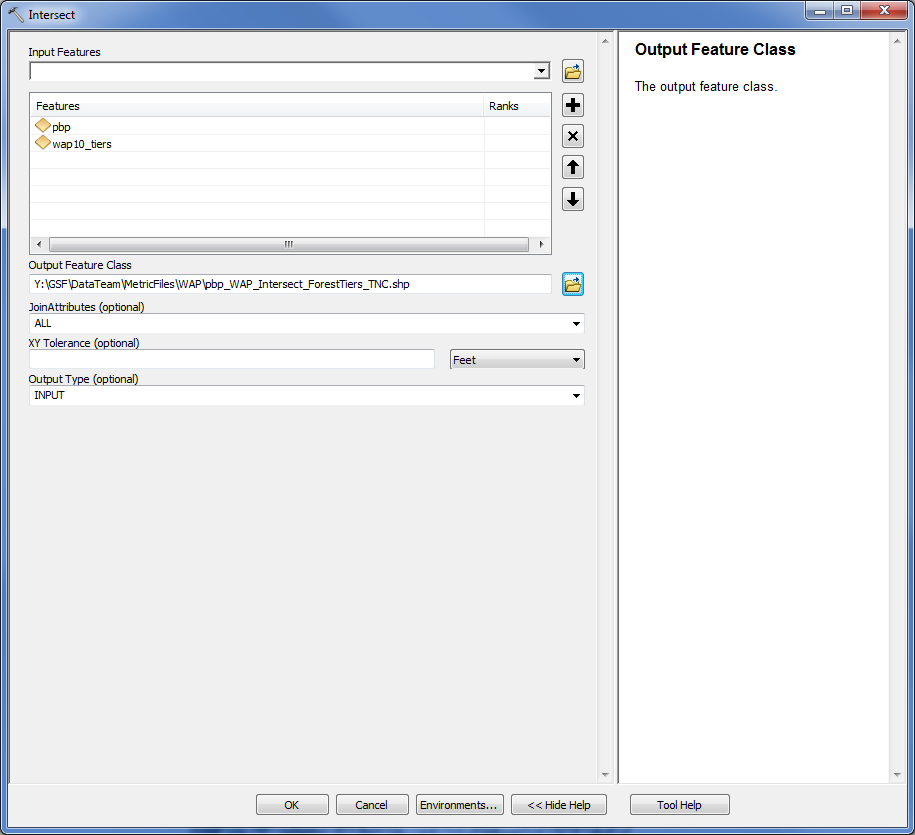 Intersect
Input Features
Features Ranks
pbp
wap10_tiers
Output Feature Class
Y:\GSF\DataTeam\MetricFiles\WAP\pbp_WAP_Intersect_ForestTiers_TNC.shp
JoinAttributes (optional)
ALL
XY Tolerance (optional)
Feet
Output Type (optional)
INPUT
Output Feature Class
The output feature class.
OK Cancel Environments... << Hide Help Tool Help